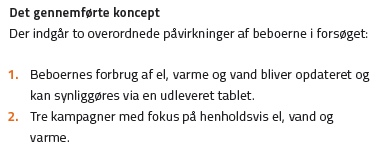 Det gennemførte koncept
Der indgår to overordnede påvirkninger af beboerne i forsøget:
1. Beboernes forbrug af el, varme og vand bliver opdateret og
kan synliggøres via en udleveret tablet.
2. Tre kampagner med fokus på henholdsvis el, vand og
varme.